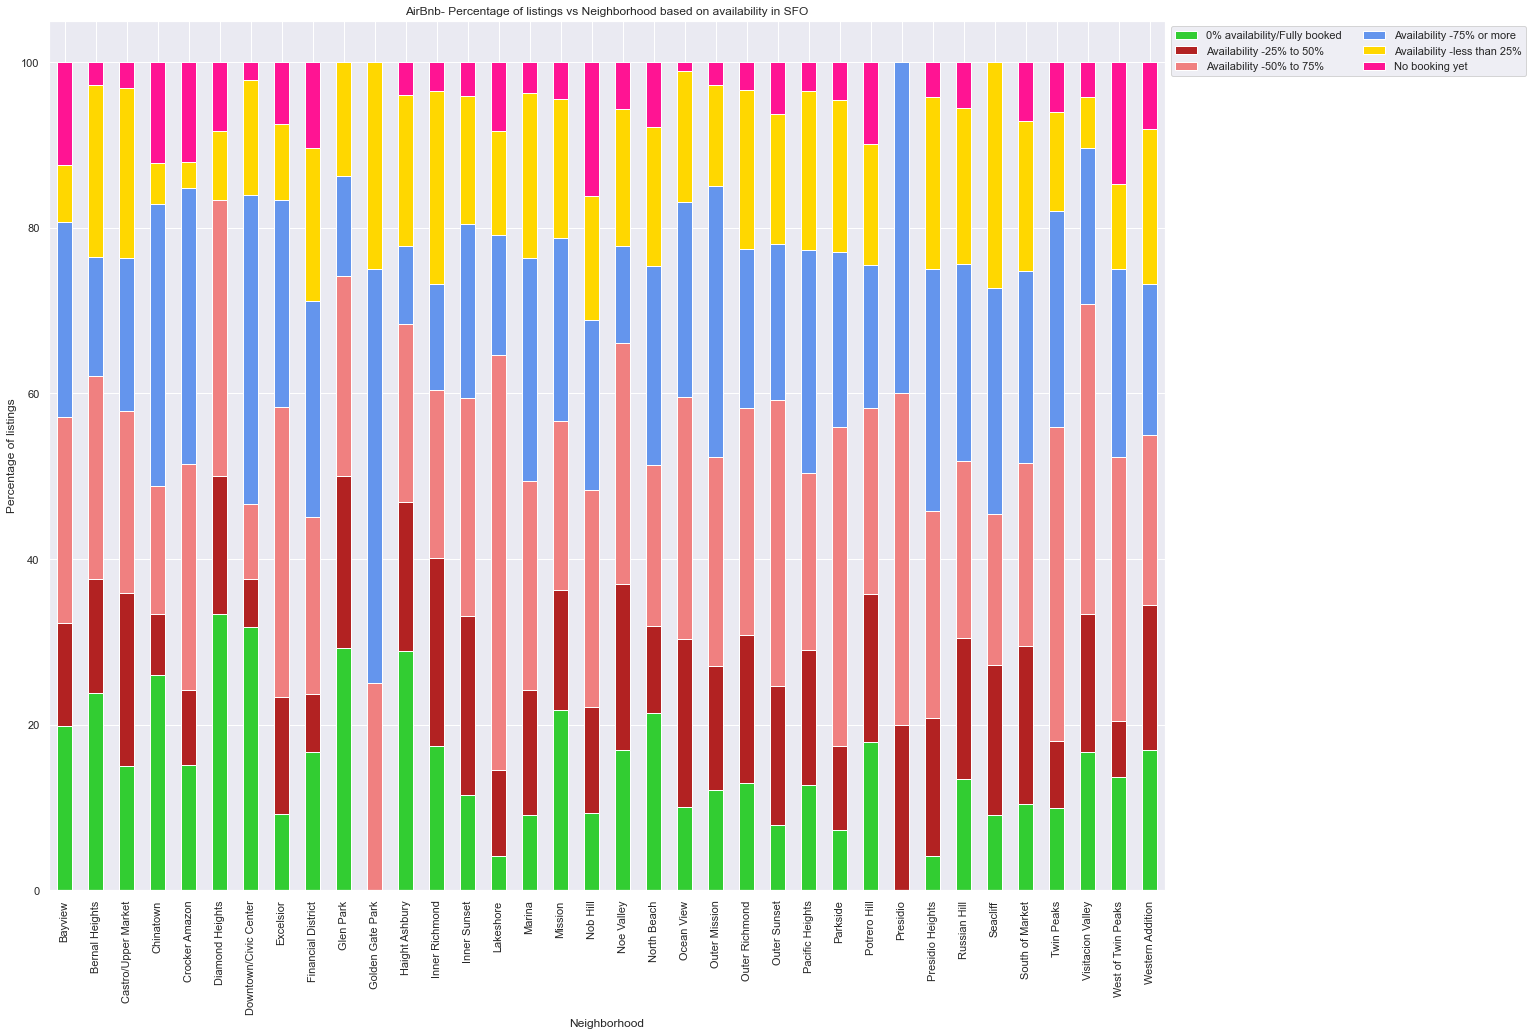 AirBnb- Percentage of listings vs Neighborhood based on availability in SFO
0% availability/Fully booked
Availability -25% to 50%
Availability -50% to 75%
Availability -75% or more
Availability -less than 25%
No booking yet
Percentage of listings
100
80
60
40
20
0
Bayview
Bernal Heights
Castro/Upper Market
Chinatown
Crocker Amazon
Diamond Heights
Downtown/Civic Center
Excelsior
Financial District
Glen Park
Golden Gate Park
Haight Ashbury
Inner Richmond
Inner Sunset
Lakeshore
Marina
Mission
Nob Hill
Noe Valley
North Beach
Ocean View
Outer Mission
Outer Richmond
Outer Sunset
Pacific Heights
Parkside
Potrero Hill
Presidio
Presidio Heights
Russian Hill
Seacliff
South of Market
Twin Peaks
Visitacion Valley
West of Twin Peaks
Western Addition
Neighborhood